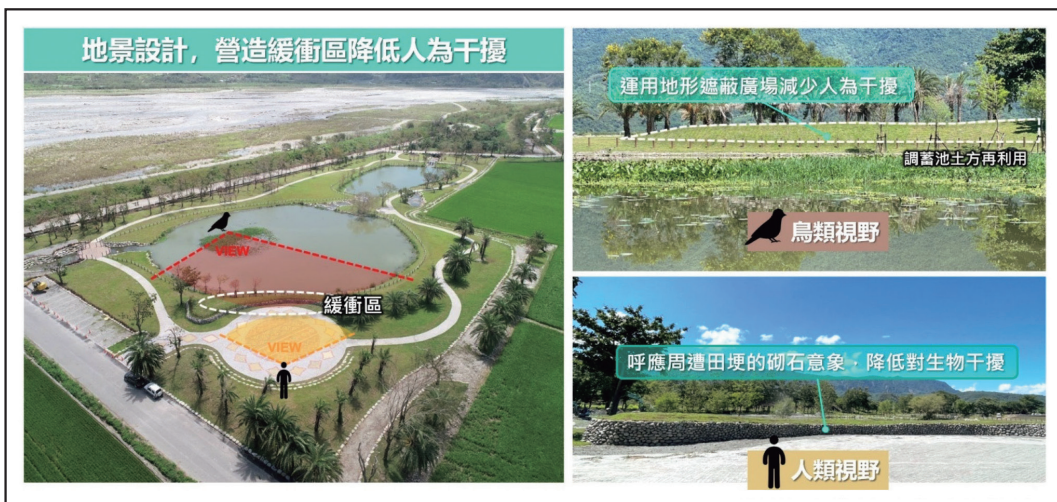 地景設計，營造緩衝區降低人為干擾
VIEW
緩衝區
VIEW
運用地形遮蔽廣場減少人為干擾
調蓄池土方再利用
鳥類視野
呼應周遭田埂的砌石意象，降低對生物干擾
人類視野